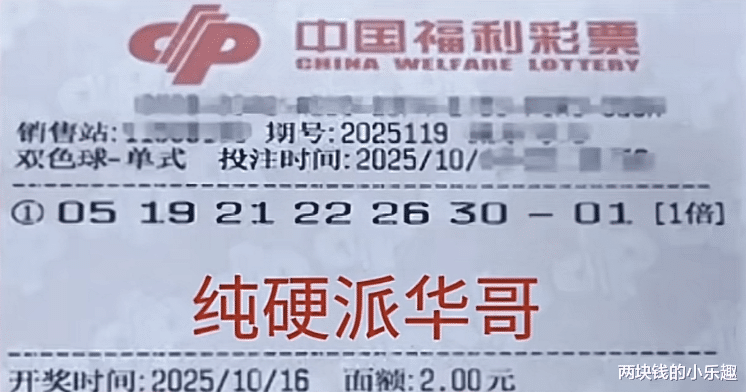 中国福利彩票
CHINA WELFARE LOTTERY
销售站: 期号:2025119
双色球-单式 投注时间:2025/10/
① 05 19 21 22 26 30 - 01 [1倍]
纯硬派华哥
开奖时间:2025/10/16 面额:2.00元
两块钱的小乐趣